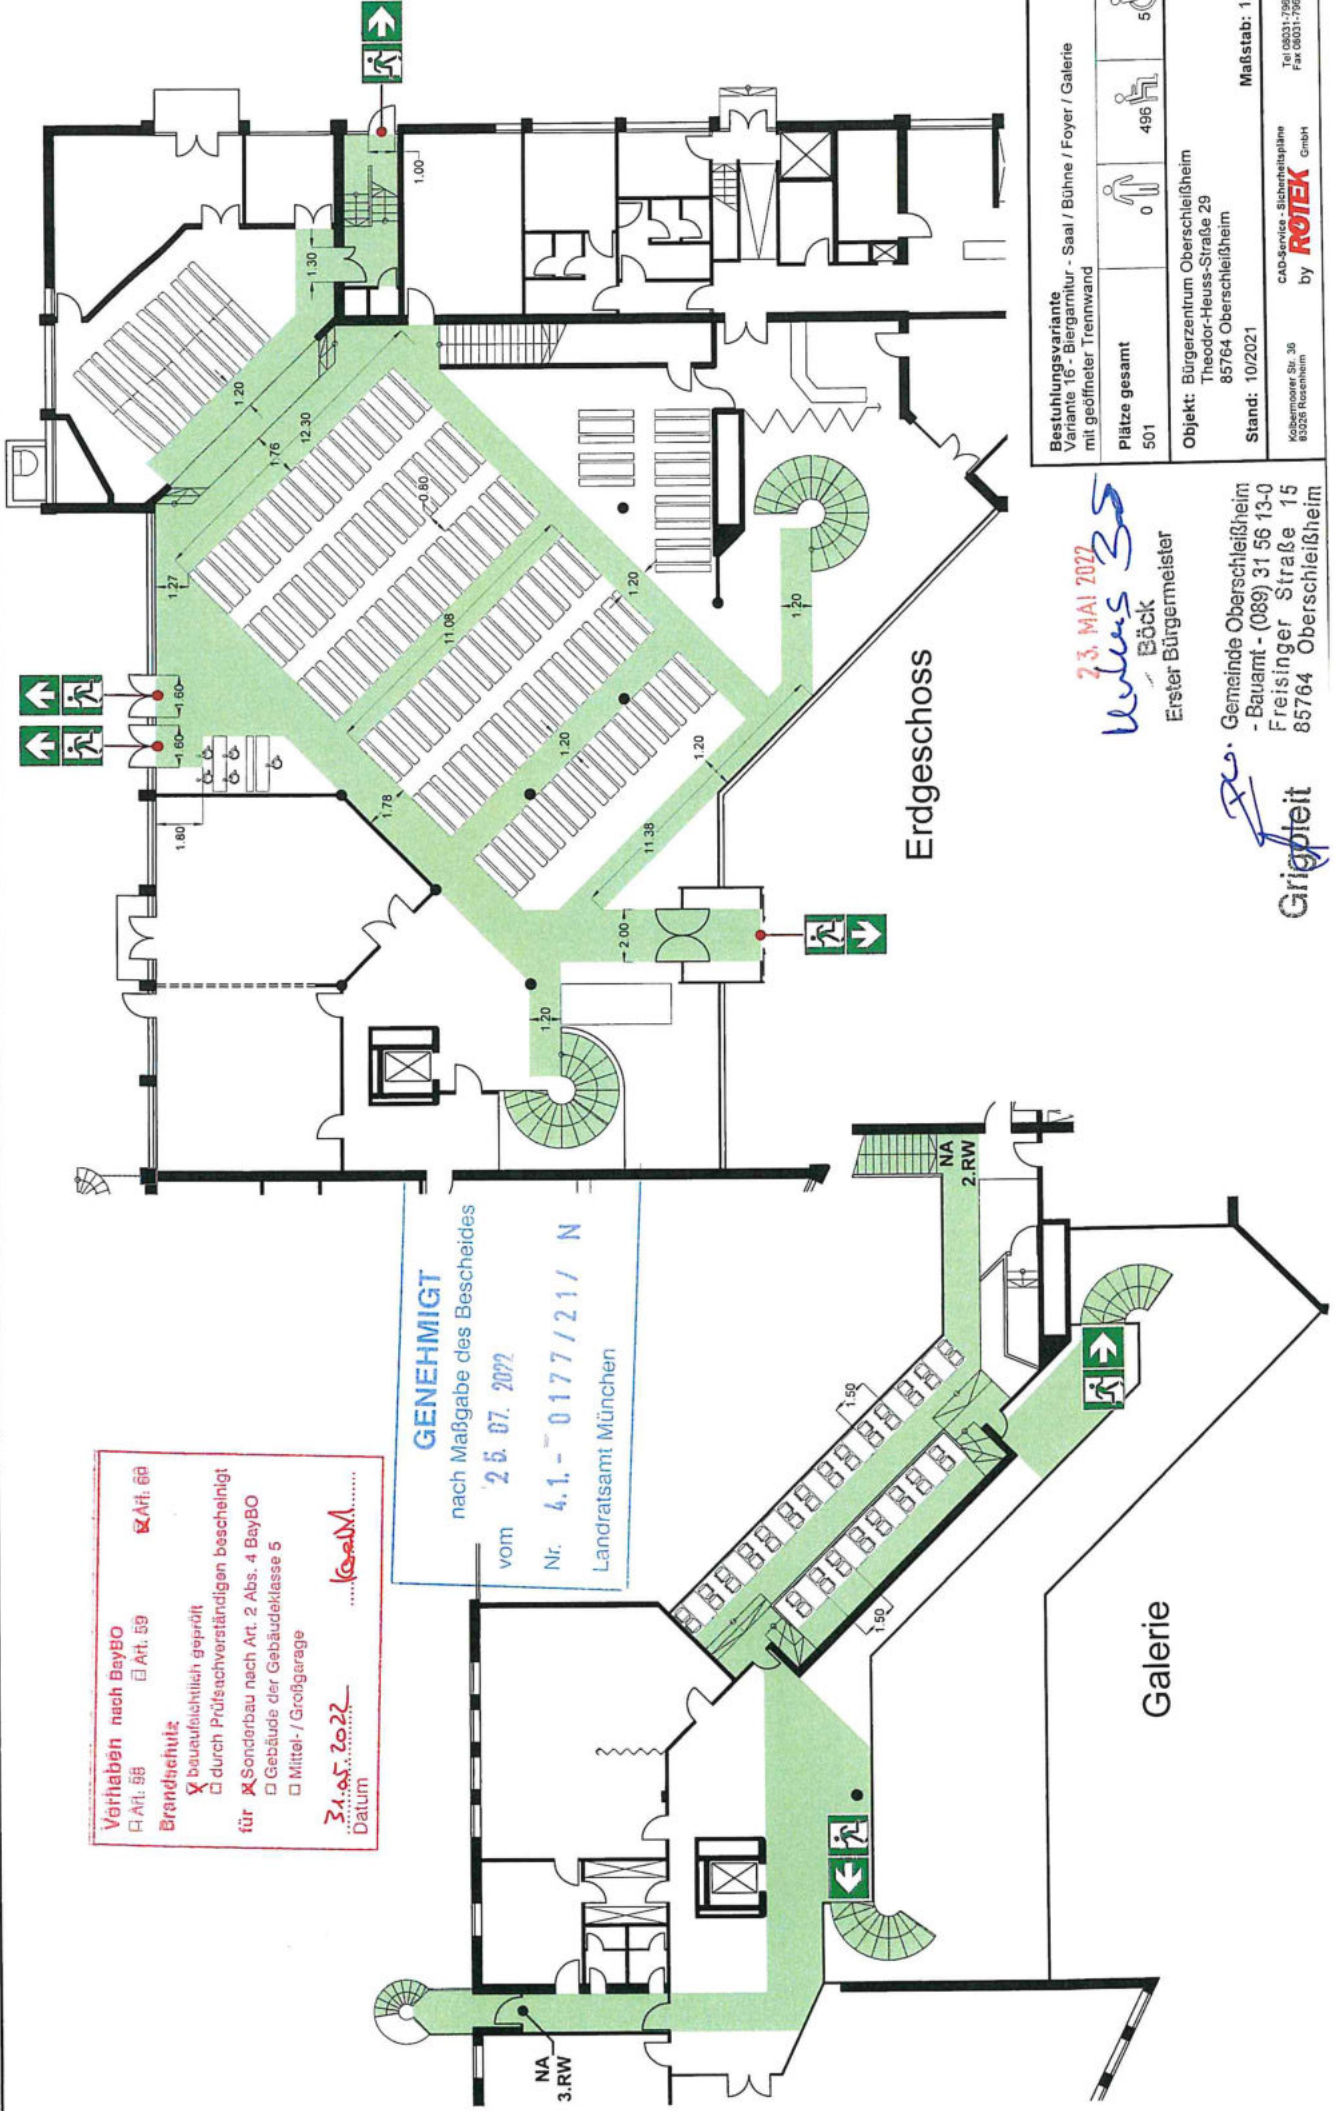 1.00
1.30
1.20
1.76
12.30
0.80
1.27
11.08
1.20
1.20
1.60
1.60
1.80
1.78
1.20
1.20
11.38
2.00
1.20
Erdgeschoss
Bestuhlungsvariante
Variante 16 - Biergarnitur - Saal / Bühne / Foyer / Galerie
mit geöffneter Trennwand
Plätze gesamt
501
0
496
5
Objekt: Bürgerzentrum Oberschleißheim
Theodor-Heuss-Straße 29
85764 Oberschleißheim
Stand: 10/2021
Maßstab: 1
Kolbermoorer Str. 36
83026 Rosenheim
CAD-Service - Sicherheitspläne
by ROTEK GmbH
Tel 08031-796
Fax 08031-796
23. MAI 2022
Böck
Erster Bürgermeister
Gemeinde Oberschleißheim
- Bauamt - (089) 31 56 13-0
Freisinger Straße 15
85764 Oberschleißheim
Grigoleit
Vorhaben nach BayBO
☐ Art. 58 ☐ Art. 59 ☒ Art. 60
Brandschutz
☒ bauaufsichtlich geprüft
☐ durch Prüfsachverständigen bescheinigt
für ☒ Sonderbau nach Art. 2 Abs. 4 BayBO
☐ Gebäude der Gebäudeklasse 5
☐ Mittel- / Großgarage
31.05.2022
Datum
GENEHMIGT
nach Maßgabe des Bescheides
vom 25. 07. 2022
Nr. 4.1.- 0177/21/ N
Landratsamt München
NA
2.RW
1.50
1.50
NA
3.RW
Galerie